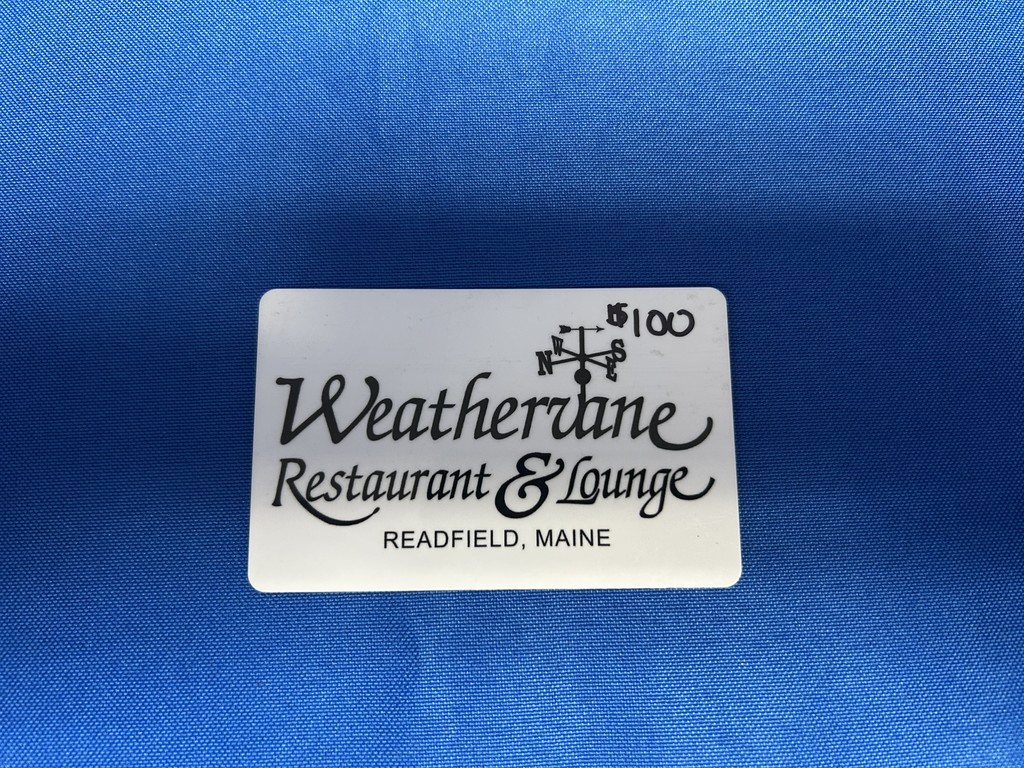 $100
N W S E
Weathervane
Restaurant & Lounge
READFIELD, MAINE